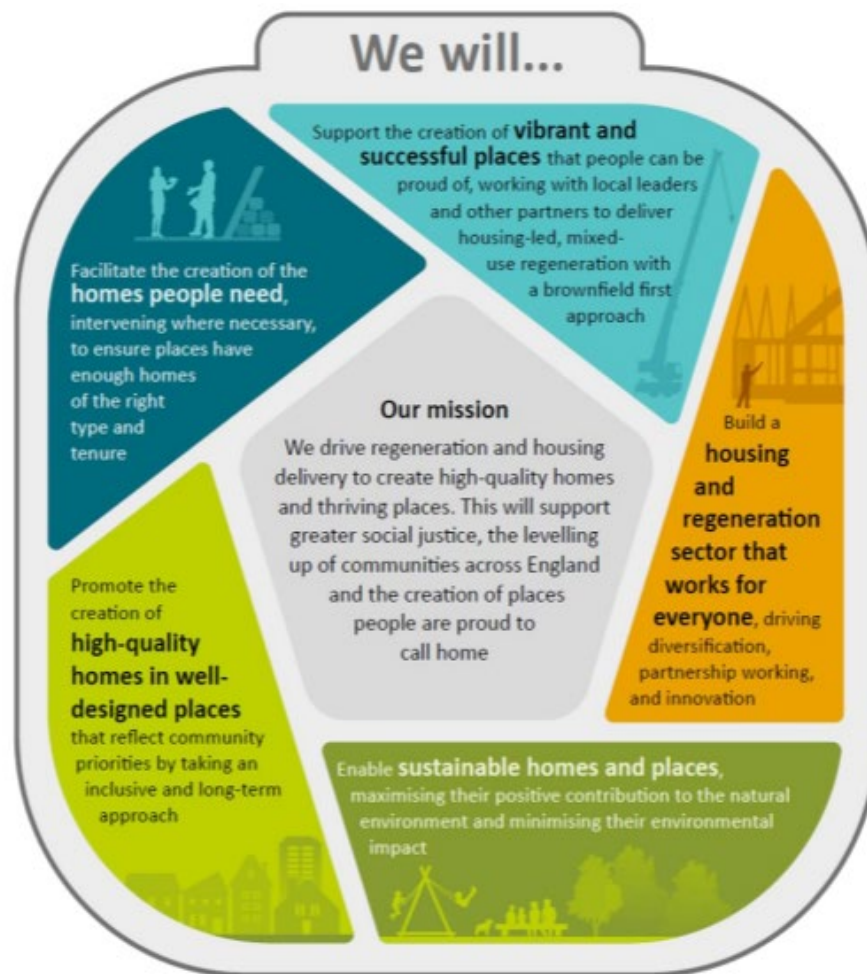 We will...
Support the creation of vibrant and
successful places that people can be
proud of, working with local leaders
and other partners to deliver
housing-led, mixed-
use regeneration with
a brownfield first
approach
Build a
housing
and
regeneration
sector that
works for
everyone, driving
diversification,
partnership working,
and innovation
Enable sustainable homes and places,
maximising their positive contribution to the natural
environment and minimising their environmental
impact
Promote the
creation of
high-quality
homes in well-
designed places
that reflect community
priorities by taking an
inclusive and long-term
approach
Facilitate the creation of the
homes people need,
intervening where necessary,
to ensure places have
enough homes
of the right
type and
tenure
Our mission
We drive regeneration and housing
delivery to create high-quality homes
and thriving places. This will support
greater social justice, the levelling
up of communities across England
and the creation of places
people are proud to
call home